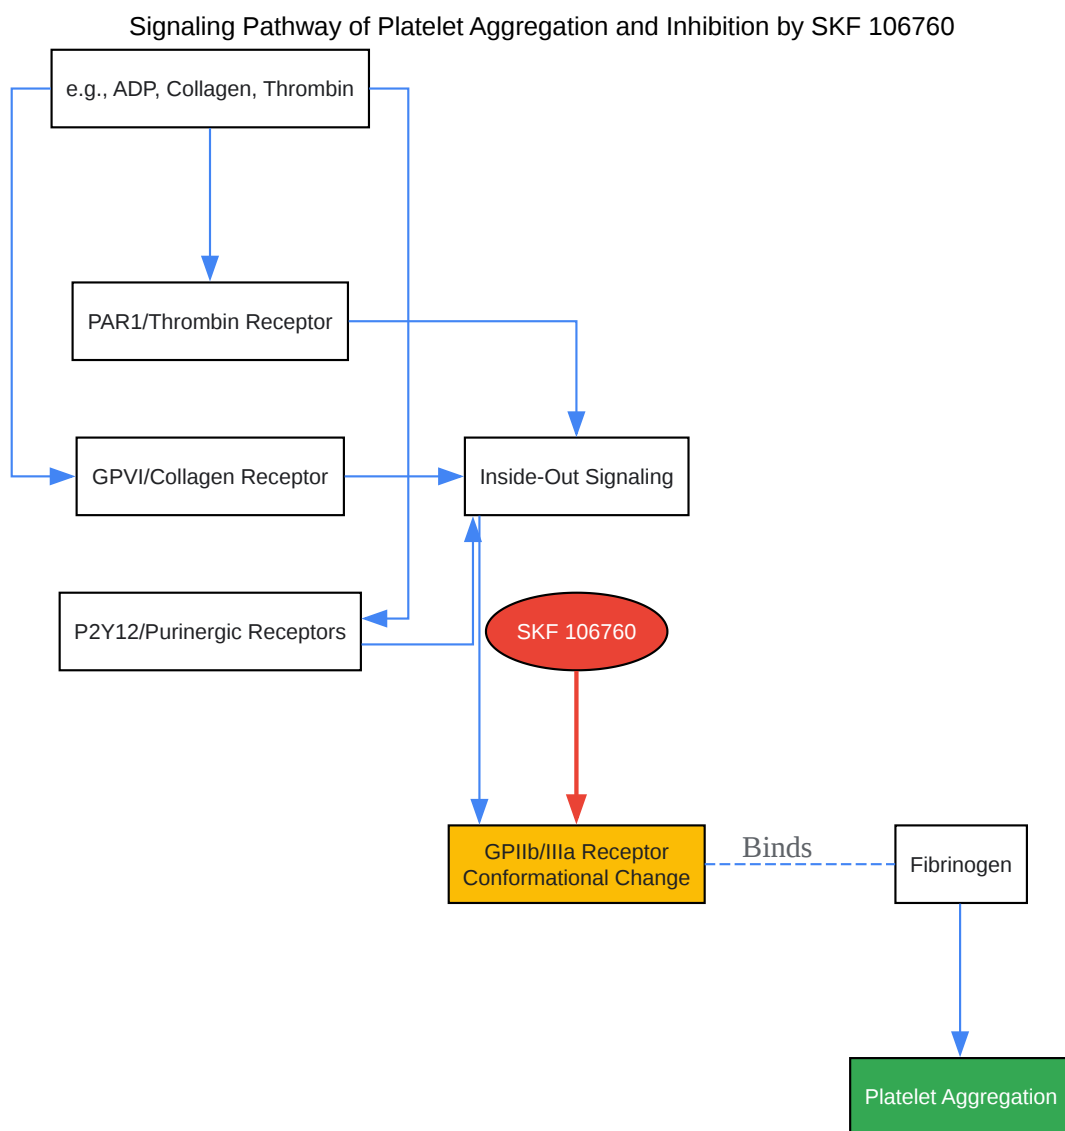 Signaling Pathway of Platelet Aggregation and Inhibition by SKF 106760
e.g., ADP, Collagen, Thrombin
PAR1/Thrombin Receptor
GPVI/Collagen Receptor
Inside-Out Signaling
P2Y12/Purinergic Receptors
SKF 106760
GPIIb/IIIa Receptor
Conformational Change
Binds
Fibrinogen
Platelet Aggregation